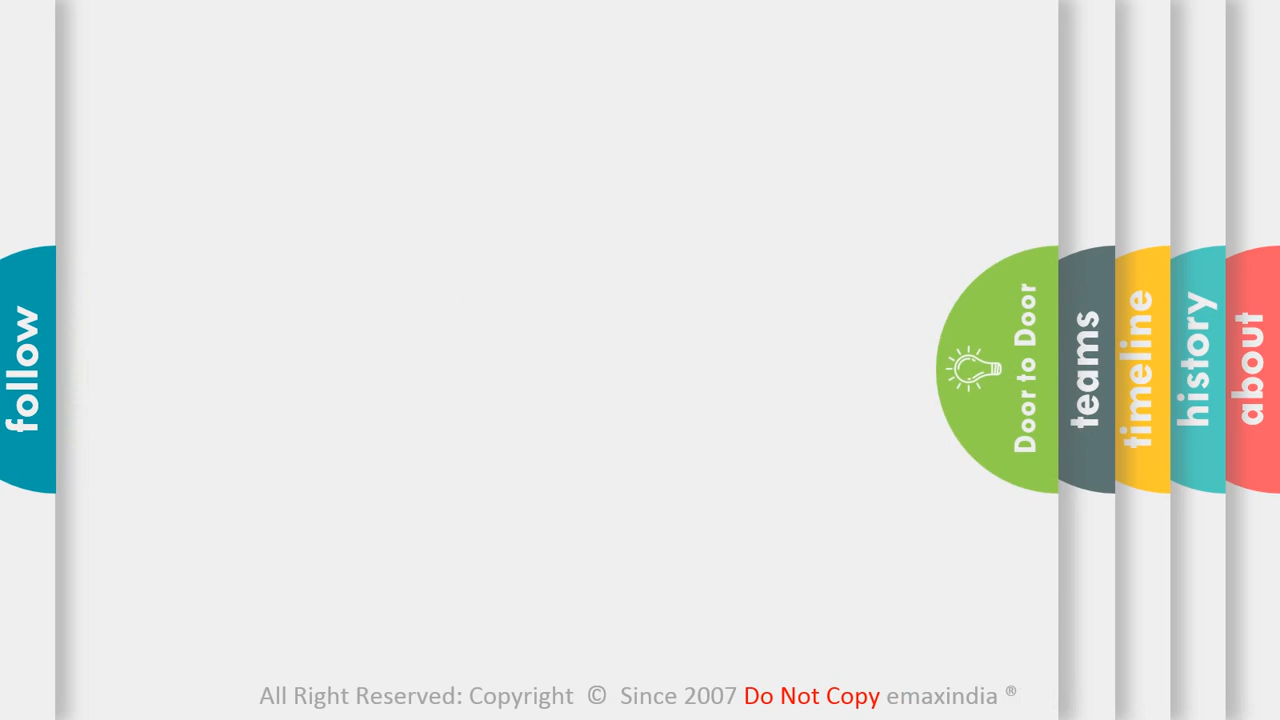 follow
Door to Door
teams
timeline
history
about
All Right Reserved: Copyright © Since 2007 Do Not Copy emaxindia ®